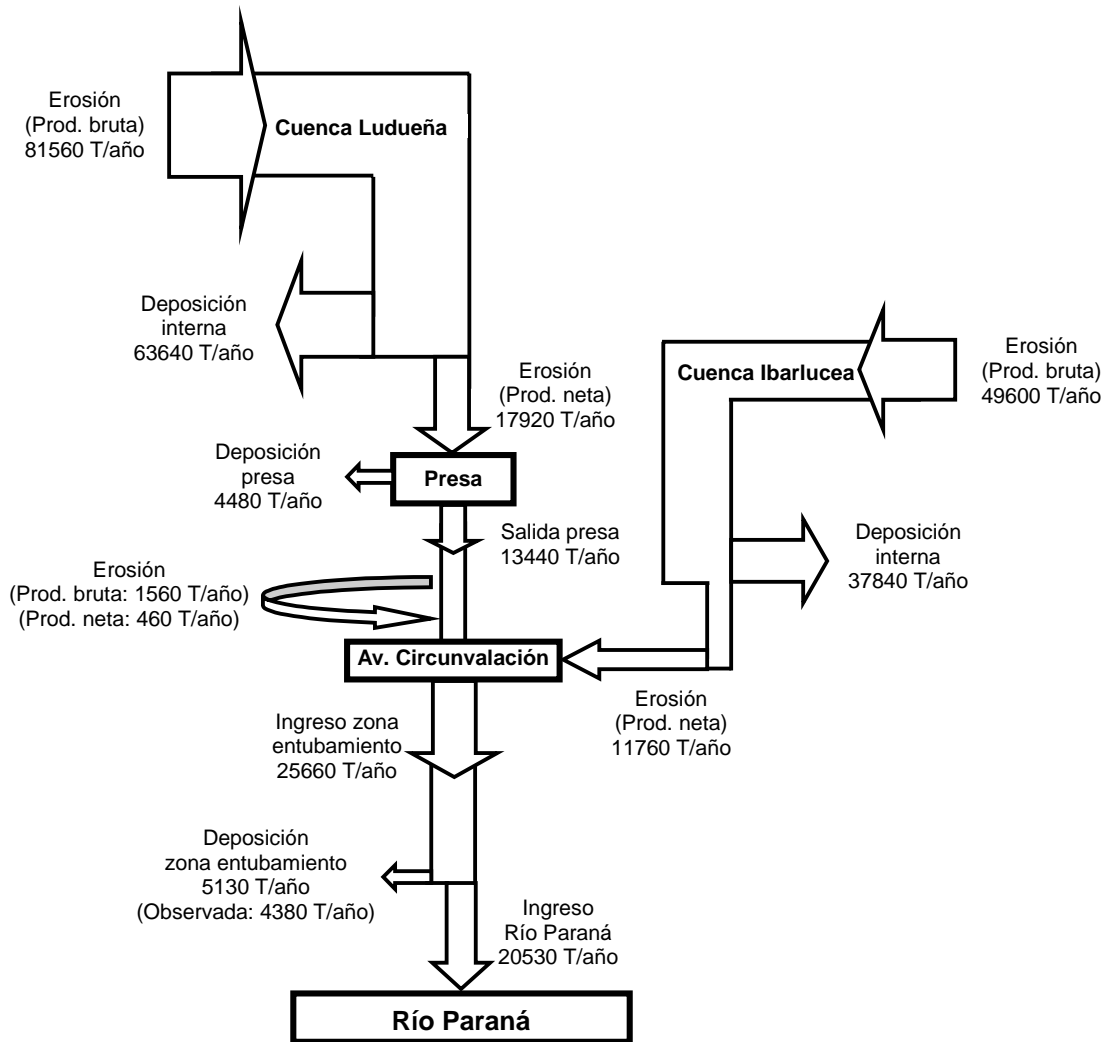 Erosión
(Prod. bruta)
81560 T/año
Cuenca Ludueña
Deposición
interna
63640 T/año
Erosión
(Prod. neta)
17920 T/año
Cuenca Ibarlucea
Erosión
(Prod. bruta)
49600 T/año
Deposición
presa
4480 T/año
Presa
Salida presa
13440 T/año
Deposición
interna
37840 T/año
Erosión
(Prod. bruta: 1560 T/año)
(Prod. neta: 460 T/año)
Av. Circunvalación
Erosión
(Prod. neta)
11760 T/año
Ingreso zona
entubamiento
25660 T/año
Deposición
zona entubamiento
5130 T/año
(Observada: 4380 T/año)
Ingreso
Río Paraná
20530 T/año
Río Paraná